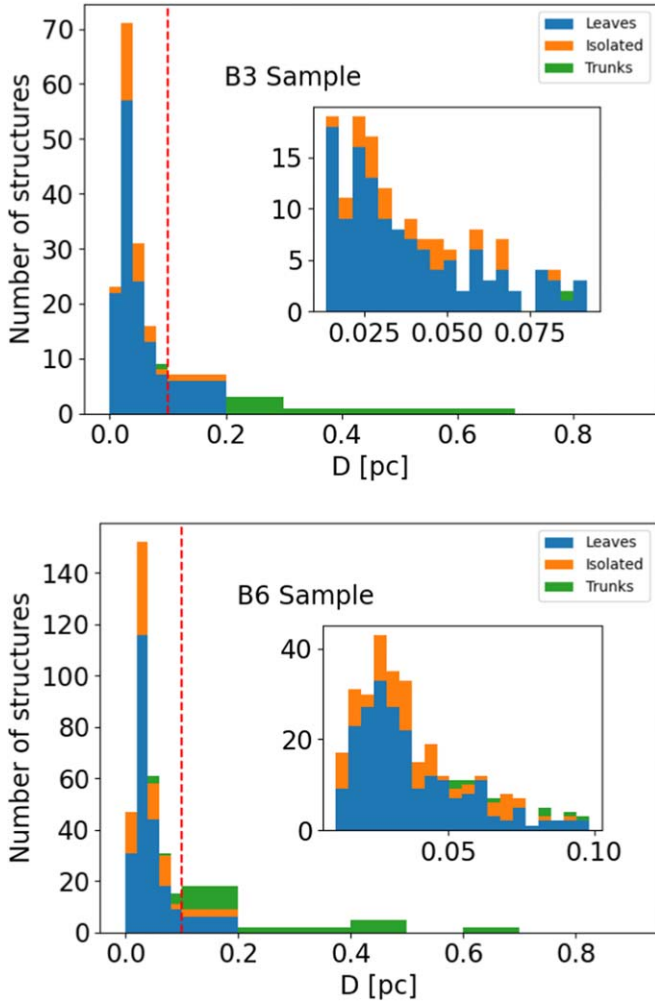 Number of structures
70
60
50
40
30
20
10
0
B3 Sample
Leaves
Isolated
Trunks
15
10
5
0
0.025 0.050 0.075
0.0 0.2 0.4 0.6 0.8
D [pc]
Number of structures
140
120
100
80
60
40
20
0
B6 Sample
Leaves
Isolated
Trunks
40
20
0
0.05 0.10
0.0 0.2 0.4 0.6 0.8
D [pc]